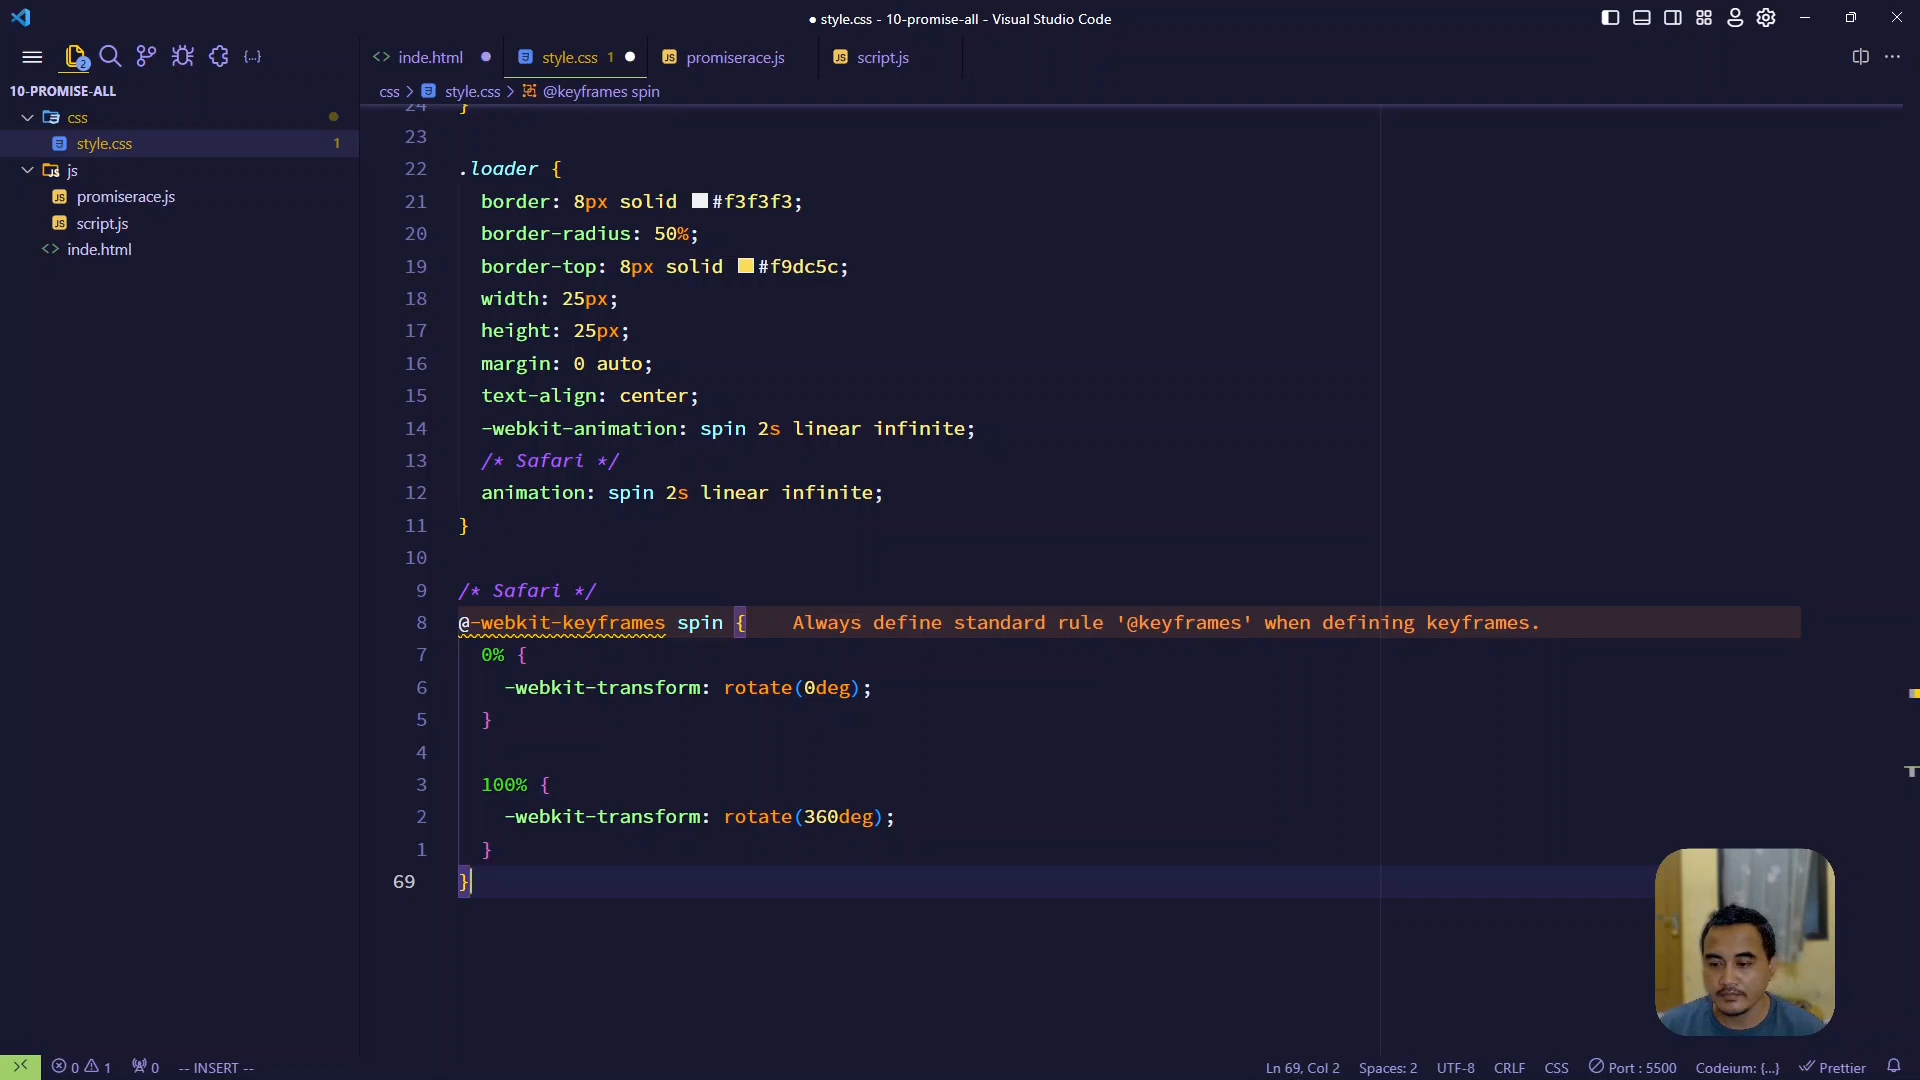 ● style.css - 10-promise-all - Visual Studio Code
2
{..}
<> inde.html ●
style.css 1 ●
JS promiserace.js
JS script.js
10-PROMISE-ALL
css > style.css > @keyframes spin
css
style.css 1
JS js
JS promiserace.js
JS script.js
<> inde.html
24 }
23
22 .loader {
21 border: 8px solid #f3f3f3;
20 border-radius: 50%;
19 border-top: 8px solid #f9dc5c;
18 width: 25px;
17 height: 25px;
16 margin: 0 auto;
15 text-align: center;
14 -webkit-animation: spin 2s linear infinite;
13 /* Safari */
12 animation: spin 2s linear infinite;
11 }
10
9 /* Safari */
8 @-webkit-keyframes spin { Always define standard rule '@keyframes' when defining keyframes.
7 0% {
6 -webkit-transform: rotate(0deg);
5 }
4
3 100% {
2 -webkit-transform: rotate(360deg);
1 }
69 }
0 1 0 -- INSERT -- Ln 69, Col 2 Spaces: 2 UTF-8 CRLF CSS Port : 5500 Codeium: {...} Prettier